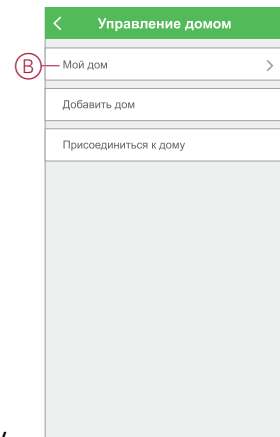 Управление домом
B
Мой дом
Добавить дом
Присоединиться к дому